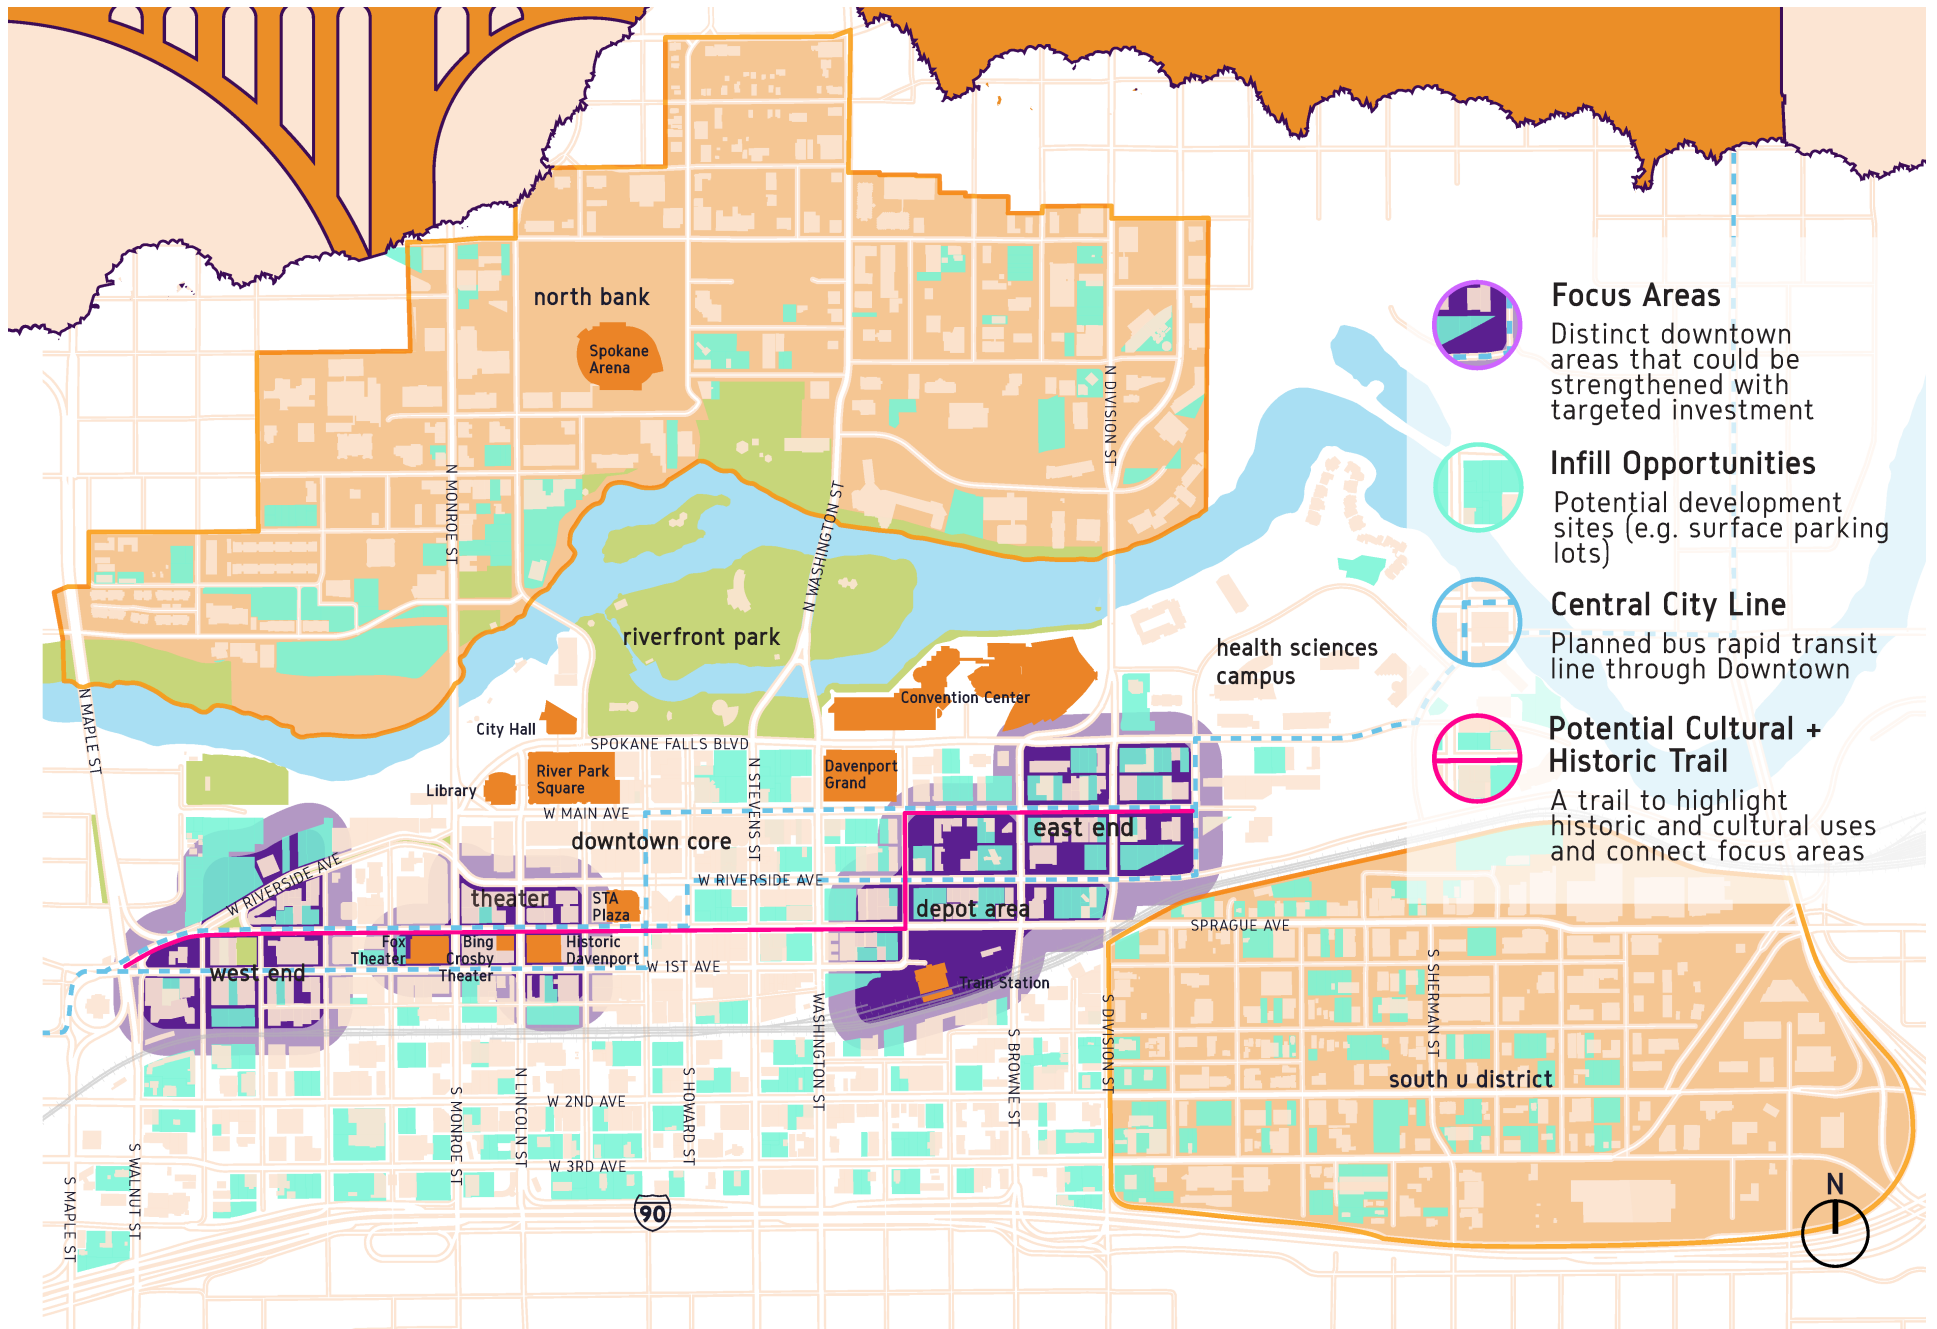 north bank
Spokane
Arena
N DIVISION ST
N MONROE ST
N WASHINGTON ST
riverfront park
health sciences
campus
Convention Center
N MAPLE ST
City Hall
SPOKANE FALLS BLVD
N STEVENS ST
River Park
Square
Davenport
Grand
Library
W MAIN AVE
downtown core
east end
W RIVERSIDE AVE
W RIVERSIDE AVE
theater
STA
Plaza
depot area
SPRAGUE AVE
Fox
Theater
Bing
Crosby
Theater
Historic
Davenport
west end
W 1ST AVE
Train Station
WASHINGTON ST
S BROWNE ST
S DIVISION ST
S SHERMAN ST
south u district
S MONROE ST
N LINCOLN ST
S HOWARD ST
W 2ND AVE
W 3RD AVE
S MAPLE ST
S WALNUT ST
90
N
Focus Areas
Distinct downtown
areas that could be
strengthened with
targeted investment
Infill Opportunities
Potential development
sites (e.g. surface parking
lots)
Central City Line
Planned bus rapid transit
line through Downtown
Potential Cultural +
Historic Trail
A trail to highlight
historic and cultural uses
and connect focus areas